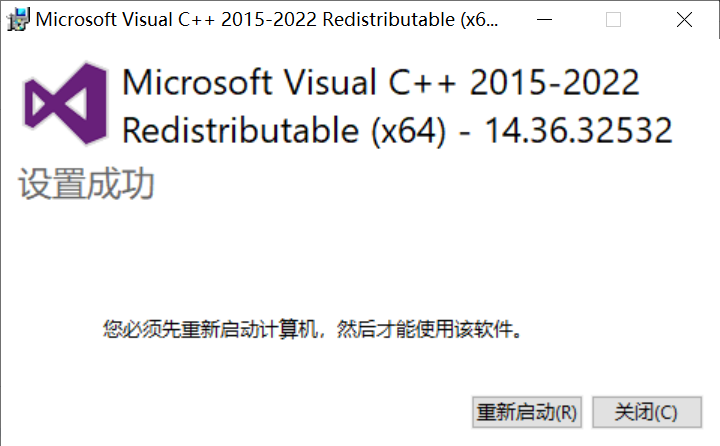 Microsoft Visual C++ 2015-2022 Redistributable (x6...
Microsoft Visual C++ 2015-2022
Redistributable (x64) - 14.36.32532
设置成功
您必须先重新启动计算机，然后才能使用该软件。
重新启动(R)
关闭(C)